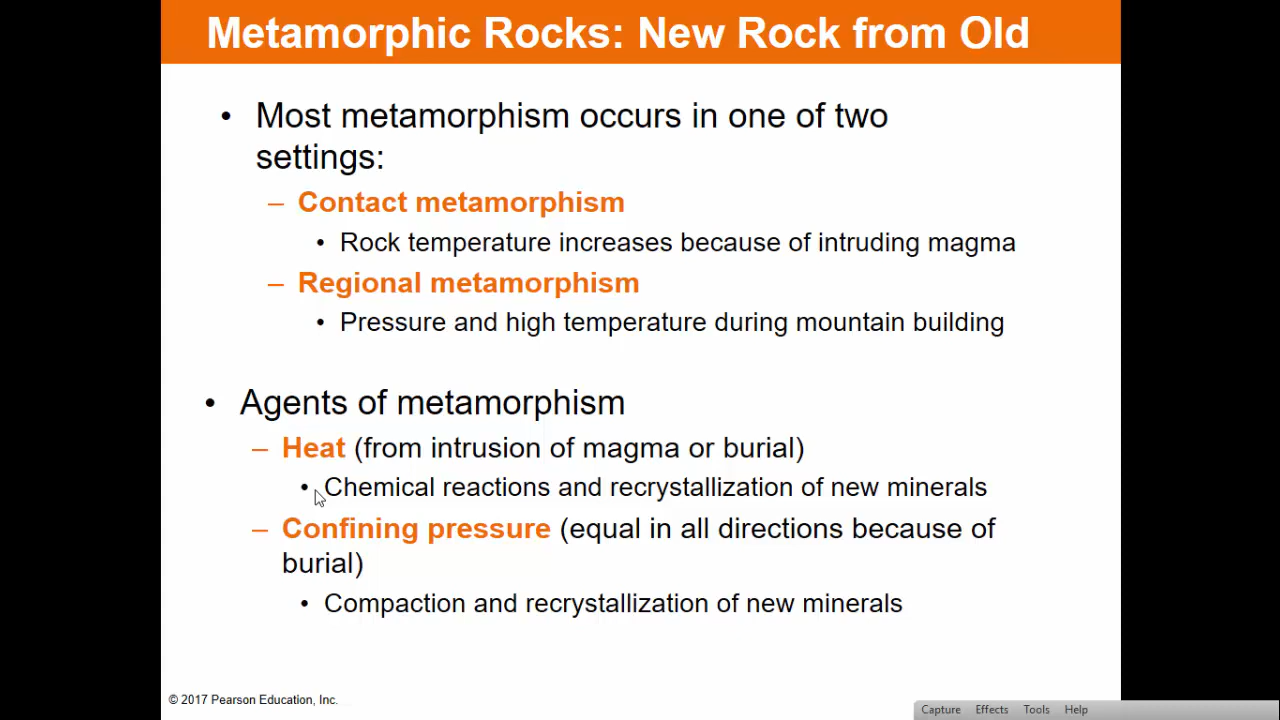 Metamorphic Rocks: New Rock from Old
• Most metamorphism occurs in one of two
settings:
– Contact metamorphism
• Rock temperature increases because of intruding magma
– Regional metamorphism
• Pressure and high temperature during mountain building
• Agents of metamorphism
– Heat (from intrusion of magma or burial)
• Chemical reactions and recrystallization of new minerals
– Confining pressure (equal in all directions because of
burial)
• Compaction and recrystallization of new minerals
© 2017 Pearson Education, Inc.
Capture Effects Tools Help